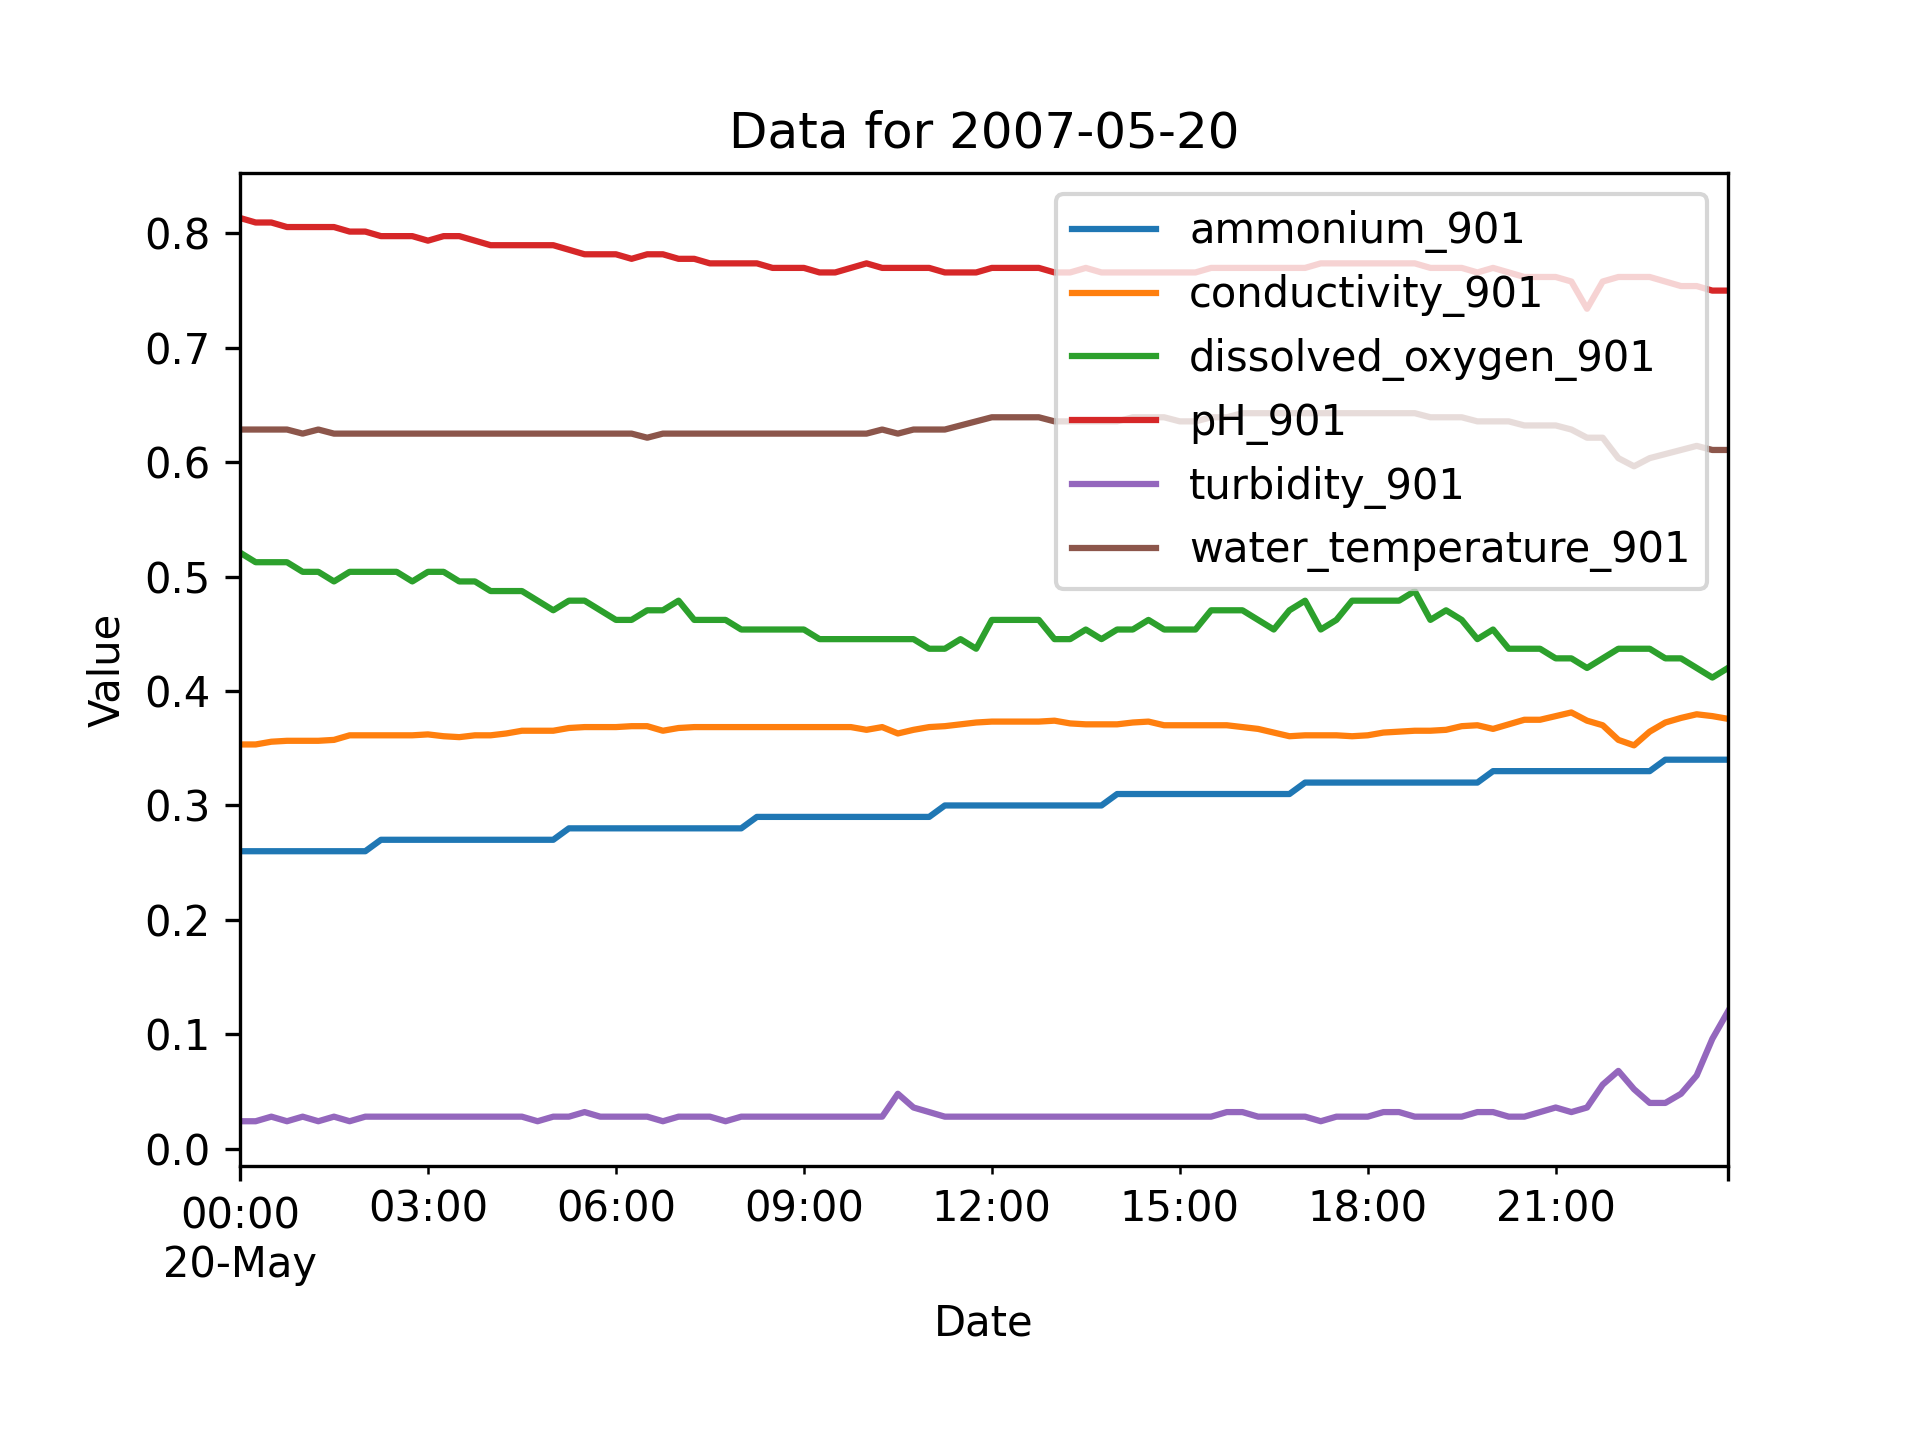 Data for 2007-05-20
ammonium_901
conductivity_901
dissolved_oxygen_901
pH_901
turbidity_901
water_temperature_901
Value
0.8
0.7
0.6
0.5
0.4
0.3
0.2
0.1
0.0
00:00 03:00 06:00 09:00 12:00 15:00 18:00 21:00
20-May
Date